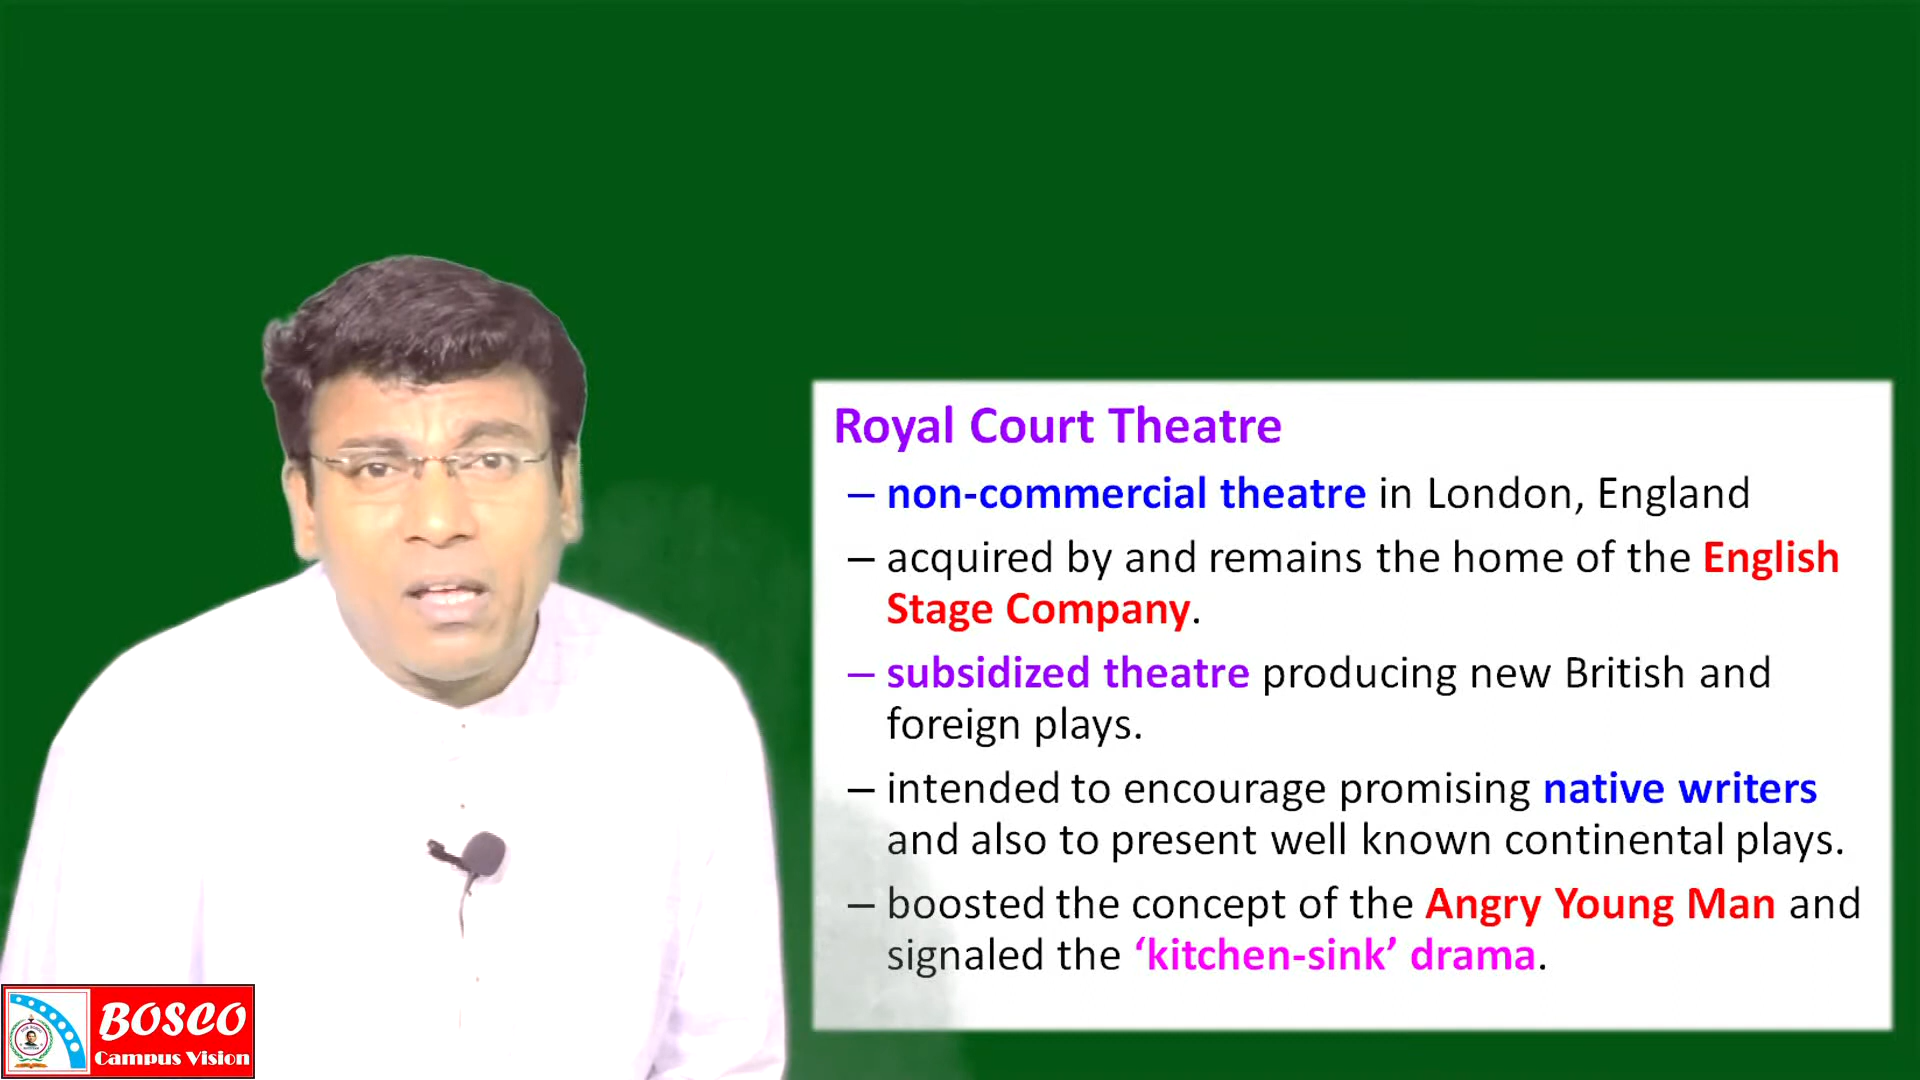 Royal Court Theatre
– non-commercial theatre in London, England
– acquired by and remains the home of the English
Stage Company.
– subsidized theatre producing new British and
foreign plays.
– intended to encourage promising native writers
and also to present well known continental plays.
– boosted the concept of the Angry Young Man and
signaled the ‘kitchen-sink’ drama.
BOSCO
Campus Vision